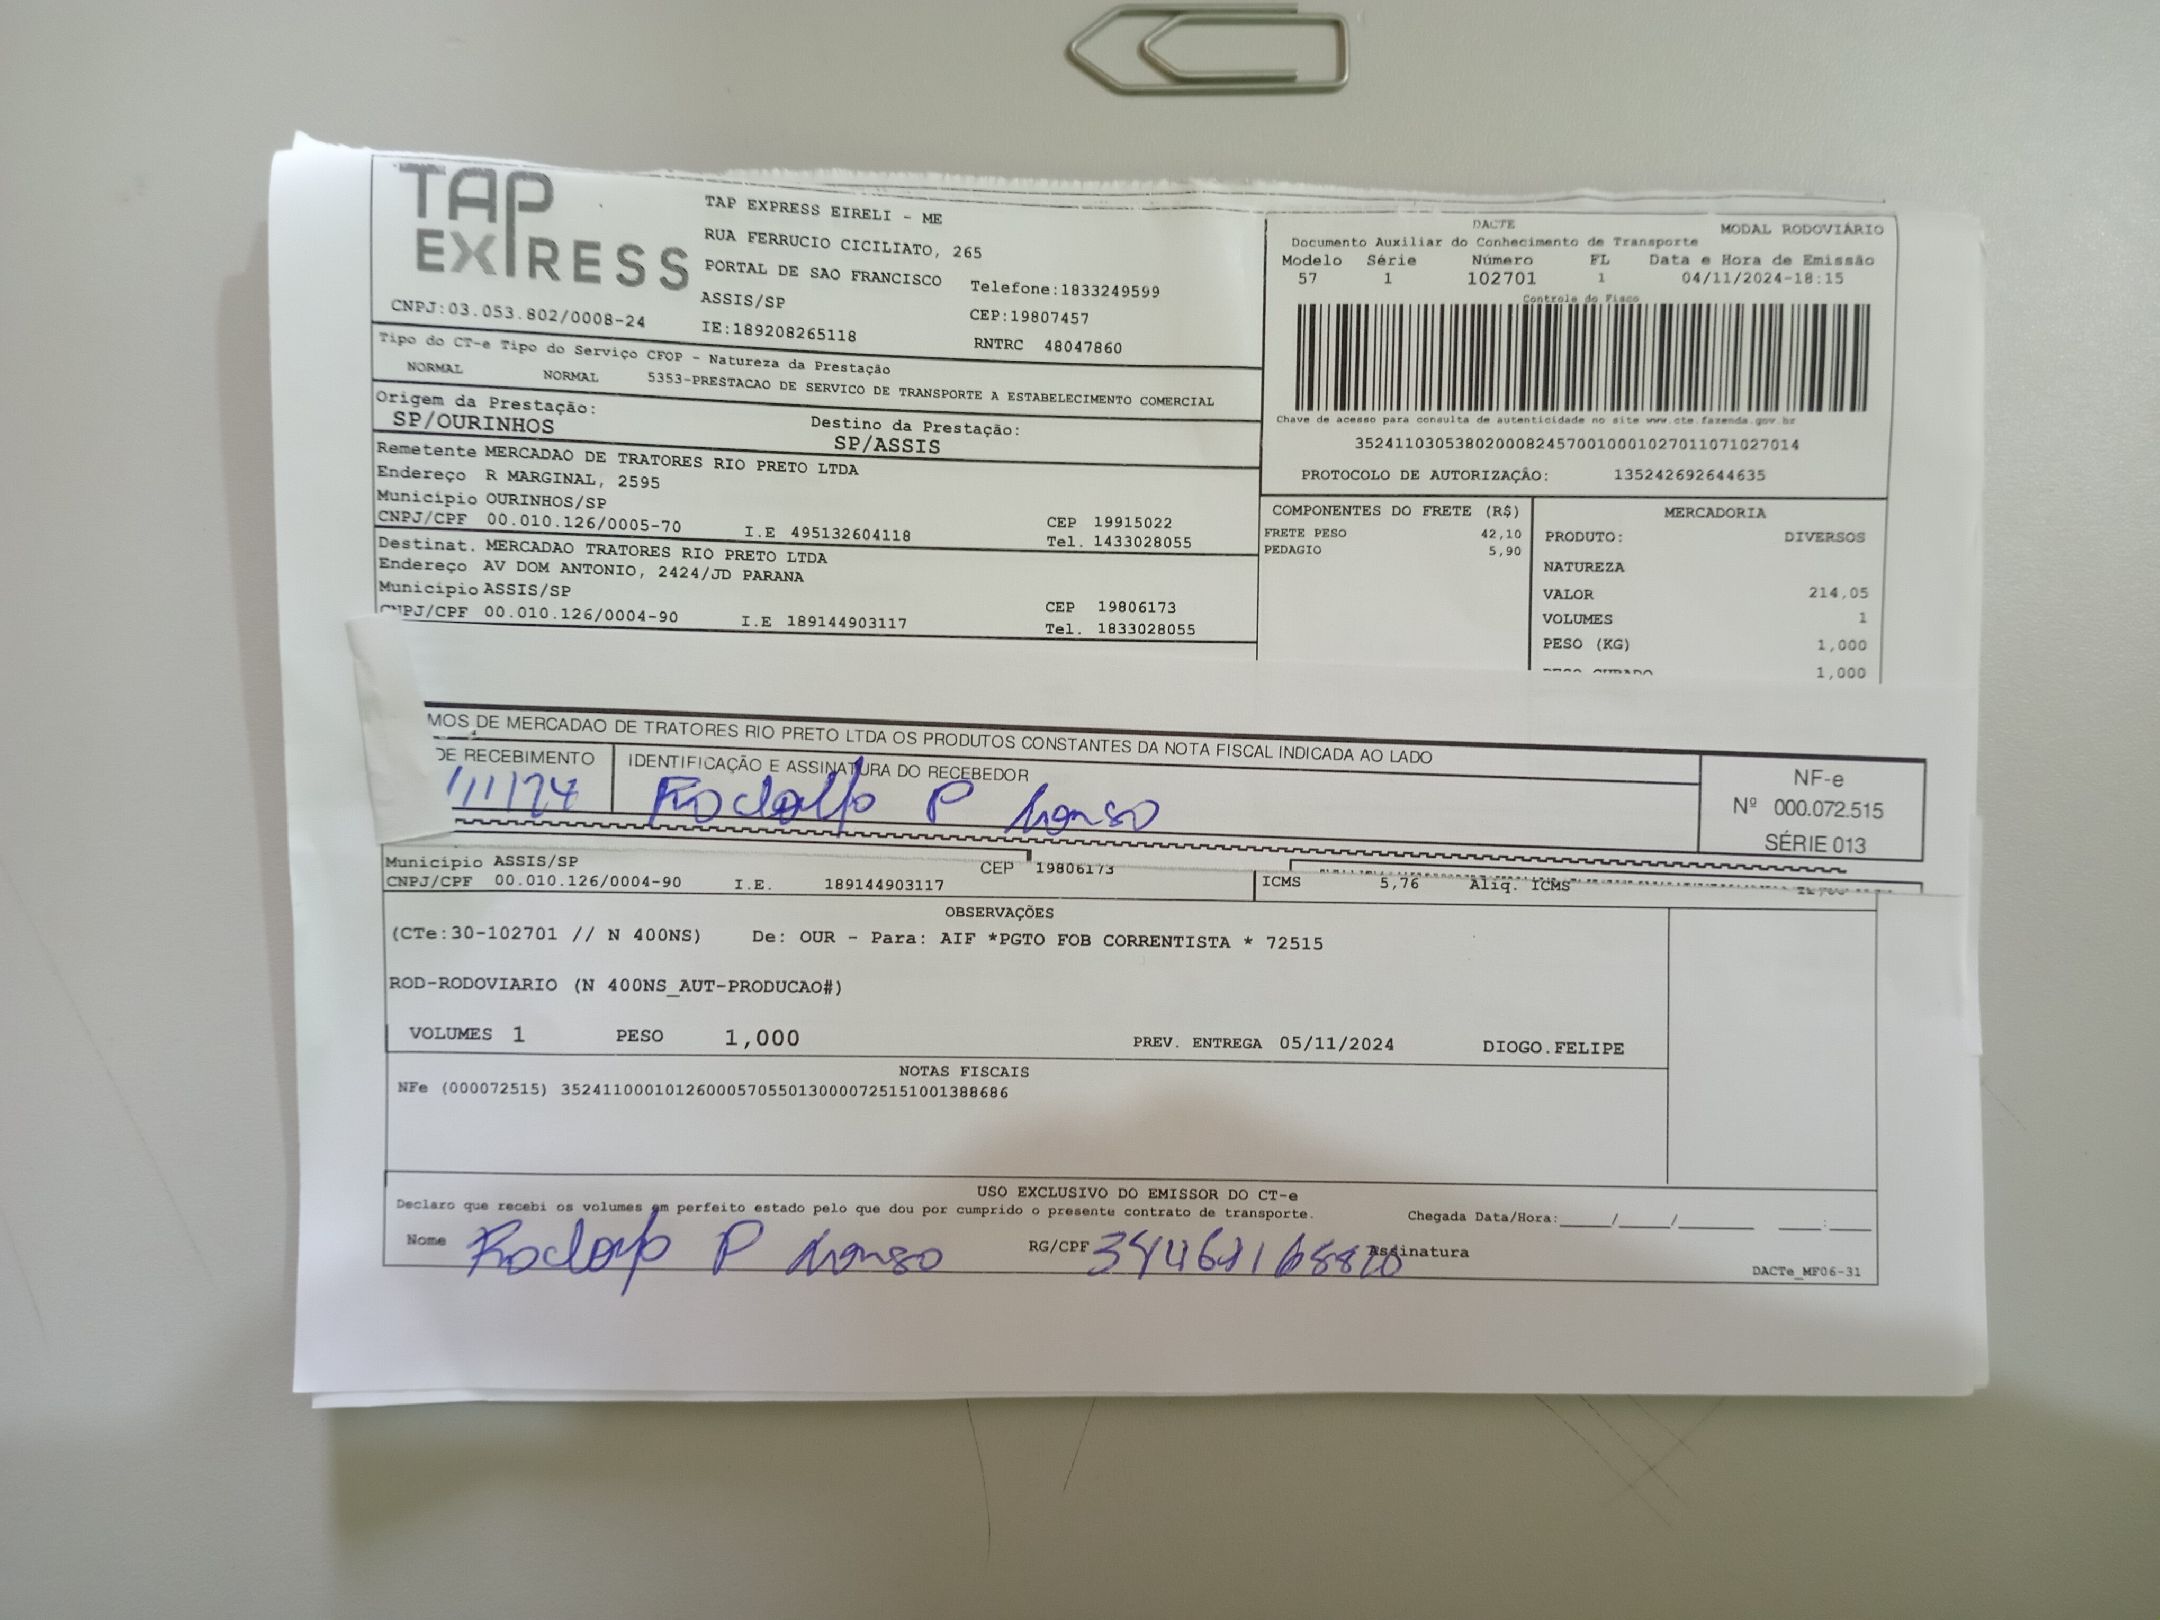 TAP
EXPRESS
TAP EXPRESS EIRELI - ME
RUA FERRUCIO CICILIATO, 265
PORTAL DE SAO FRANCISCO
Telefone:1833249599
ASSIS/SP
CEP:19807457
CNPJ:03.053.802/0008-24
IE:189208265118
RNTRC 48047860
DACTE
MODAL RODOVIÁRIO
Documento Auxiliar do Conhecimento de Transporte
Modelo Série Número FL Data e Hora de Emissão
57 1 102701 1 04/11/2024-18:15
Controle do Fisco
Chave de acesso para consulta de autenticidade no site www.cte.fazenda.gov.br
35241103053802000824570010001027011071027014
PROTOCOLO DE AUTORIZAÇÃO: 135242692644635
Tipo do CT-e Tipo do Serviço CFOP - Natureza da Prestação
NORMAL NORMAL 5353-PRESTACAO DE SERVICO DE TRANSPORTE A ESTABELECIMENTO COMERCIAL
Origem da Prestação:
SP/OURINHOS
Destino da Prestação:
SP/ASSIS
Remetente MERCADAO DE TRATORES RIO PRETO LTDA
Endereço R MARGINAL, 2595
Município OURINHOS/SP
CEP 19915022
CNPJ/CPF 00.010.126/0005-70 I.E 495132604118
Tel. 1433028055
Destinat. MERCADAO TRATORES RIO PRETO LTDA
Endereço AV DOM ANTONIO, 2424/JD PARANA
Município ASSIS/SP
CEP 19806173
CNPJ/CPF 00.010.126/0004-90 I.E 189144903117
Tel. 1833028055
COMPONENTES DO FRETE (R$)
FRETE PESO 42,10
PEDAGIO 5,90
MERCADORIA
PRODUTO: DIVERSOS
NATUREZA
VALOR 214,05
VOLUMES 1
PESO (KG) 1,000
1,000
MOS DE MERCADAO DE TRATORES RIO PRETO LTDA OS PRODUTOS CONSTANTES DA NOTA FISCAL INDICADA AO LADO
DE RECEBIMENTO
IDENTIFICAÇÃO E ASSINATURA DO RECEBEDOR
/11/24
Rodolfo P
NF-e
Nº 000.072.515
SÉRIE 013
Município ASSIS/SP CEP 19806173
CNPJ/CPF 00.010.126/0004-90 I.E. 189144903117
ICMS 5,76 Aliq. ICMS
OBSERVAÇÕES
(CTe:30-102701 // N 400NS) De: OUR - Para: AIF *PGTO FOB CORRENTISTA * 72515
ROD-RODOVIARIO (N 400NS_AUT-PRODUCAO#)
VOLUMES 1 PESO 1,000 PREV. ENTREGA 05/11/2024 DIOGO.FELIPE
NOTAS FISCAIS
NFe (000072515) 35241100010126000570550130000725151001388686
USO EXCLUSIVO DO EMISSOR DO CT-e
Declaro que recebi os volumes em perfeito estado pelo que dou por cumprido o presente contrato de transporte.
Chegada Data/Hora:_____/_____/________ ____:____
Nome Rodolfo P RG/CPF Assinatura
DACTe_MF06-31